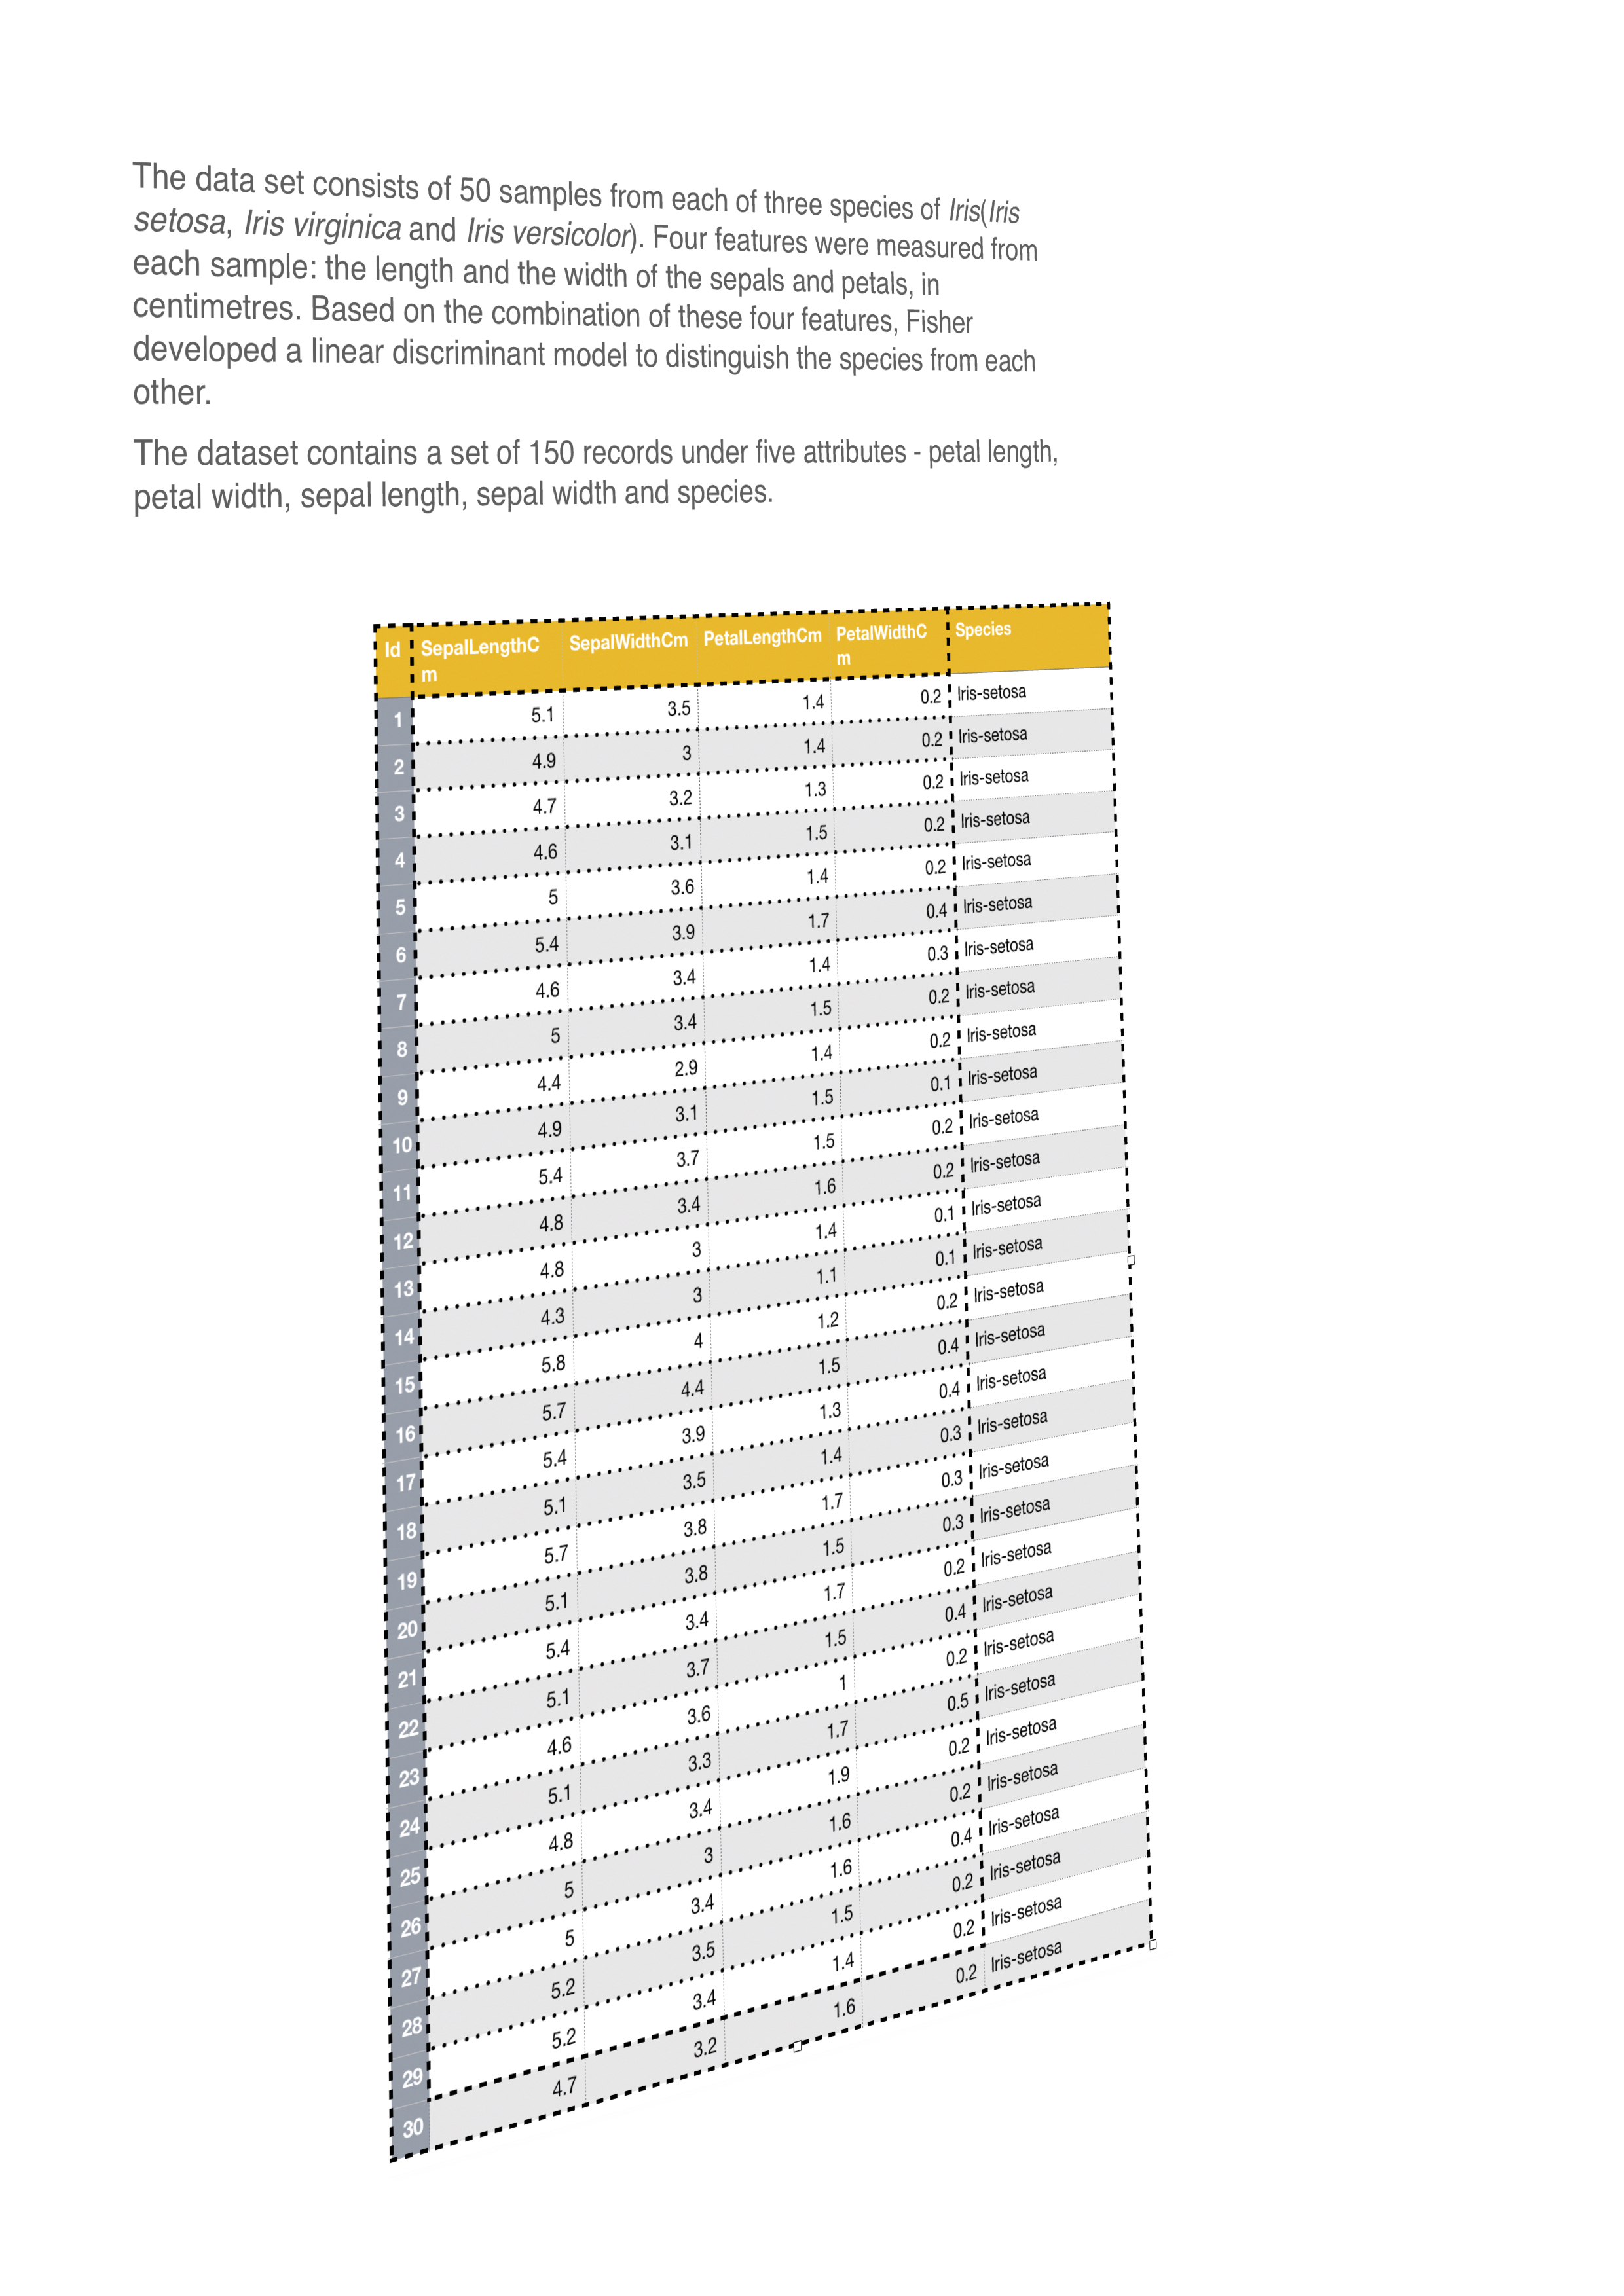 The data set consists of 50 samples from each of three species of Iris(Iris
setosa, Iris virginica and Iris versicolor). Four features were measured from
each sample: the length and the width of the sepals and petals, in
centimetres. Based on the combination of these four features, Fisher
developed a linear discriminant model to distinguish the species from each
other.
The dataset contains a set of 150 records under five attributes - petal length,
petal width, sepal length, sepal width and species.
Id SepalLengthC SepalWidthCm PetalLengthCm PetalWidthC Species
m m
1 5.1 3.5 1.4 0.2 Iris-setosa
2 4.9 3 1.4 0.2 Iris-setosa
3 4.7 3.2 1.3 0.2 Iris-setosa
4 4.6 3.1 1.5 0.2 Iris-setosa
5 5 3.6 1.4 0.2 Iris-setosa
6 5.4 3.9 1.7 0.4 Iris-setosa
7 4.6 3.4 1.4 0.3 Iris-setosa
8 5 3.4 1.5 0.2 Iris-setosa
9 4.4 2.9 1.4 0.2 Iris-setosa
10 4.9 3.1 1.5 0.1 Iris-setosa
11 5.4 3.7 1.5 0.2 Iris-setosa
12 4.8 3.4 1.6 0.2 Iris-setosa
13 4.8 3 1.4 0.1 Iris-setosa
14 4.3 3 1.1 0.1 Iris-setosa
15 5.8 4 1.2 0.2 Iris-setosa
16 5.7 4.4 1.5 0.4 Iris-setosa
17 5.4 3.9 1.3 0.4 Iris-setosa
18 5.1 3.5 1.4 0.3 Iris-setosa
19 5.7 3.8 1.7 0.3 Iris-setosa
20 5.1 3.8 1.5 0.3 Iris-setosa
21 5.4 3.4 1.7 0.2 Iris-setosa
22 5.1 3.7 1.5 0.4 Iris-setosa
23 4.6 3.6 1 0.2 Iris-setosa
24 5.1 3.3 1.7 0.5 Iris-setosa
25 4.8 3.4 1.9 0.2 Iris-setosa
26 5 3 1.6 0.2 Iris-setosa
27 5 3.4 1.6 0.4 Iris-setosa
28 5.2 3.5 1.5 0.2 Iris-setosa
29 5.2 3.4 1.4 0.2 Iris-setosa
30 4.7 3.2 1.6 0.2 Iris-setosa